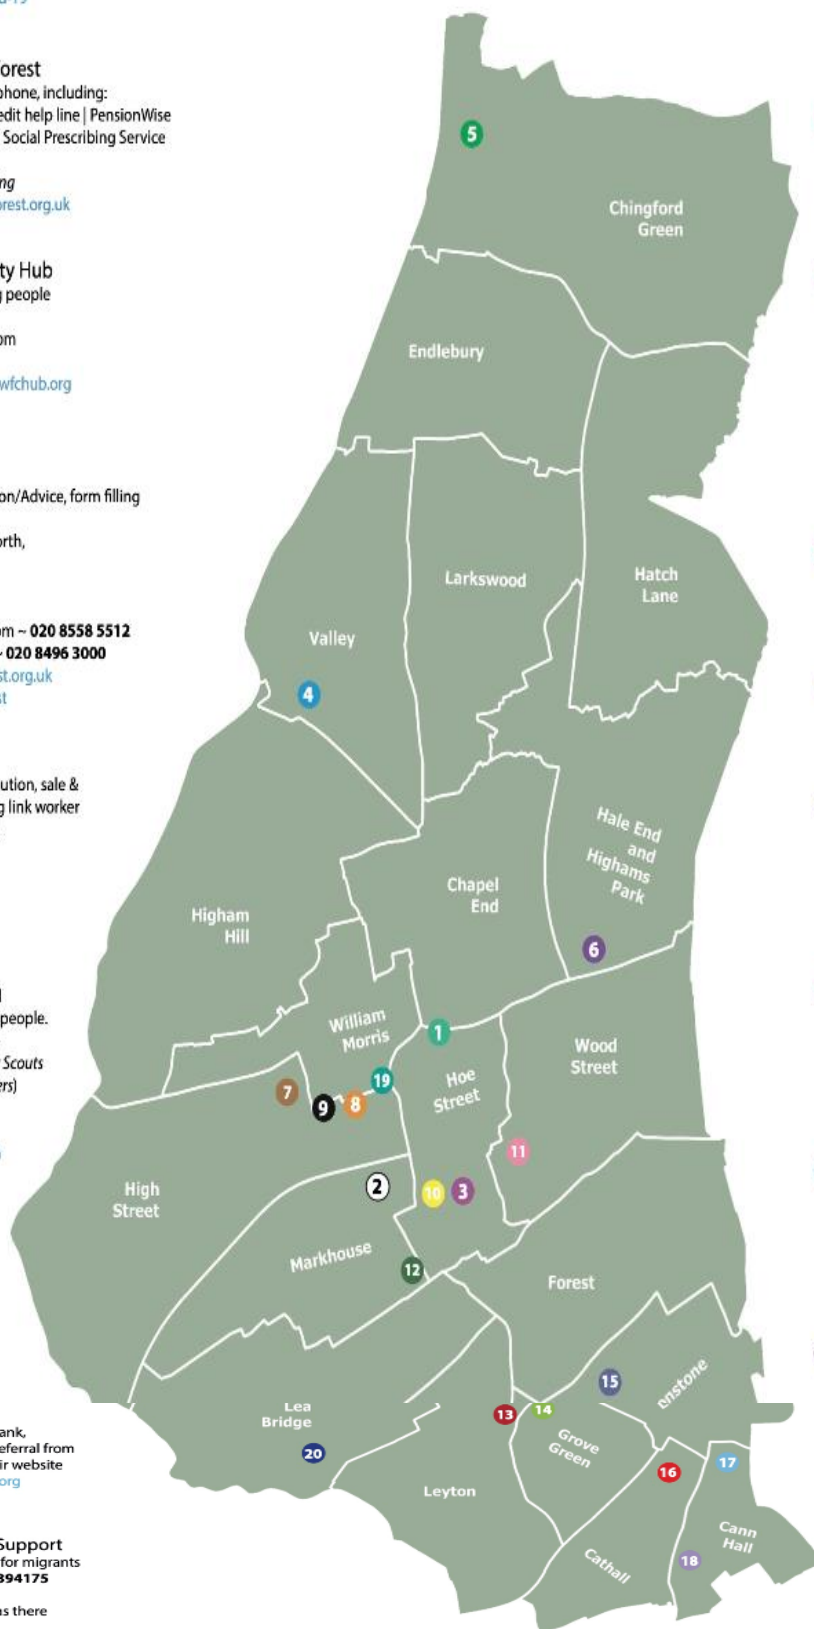 orest
phone, including:
edit help line | PensionWise
Social Prescribing Service
ng
rest.org.uk
ty Hub
g people
om
wfchub.org
on/Advice, form filling
orth,
om ~ 020 8558 5512
020 8496 3000
st.org.uk
st
ution, sale &
g link worker
people.
Scouts
ers)
ank,
eferral from
ir website
org
Support
for migrants
394175
ns there
5
Chingford
Green
Endlebury
Larkswood
Hatch
Lane
Valley
4
Hale End
and
Highams
Park
Chapel
End
Higham
Hill
6
William
Morris
1
Wood
Street
Hoe
Street
19
7
9
8
11
High
Street
2
10
3
Markhouse
12
Forest
15
enstone
Lea
Bridge
13
14
Grove
Green
20
16
17
Leyton
Cann
Hall
Cathall
18